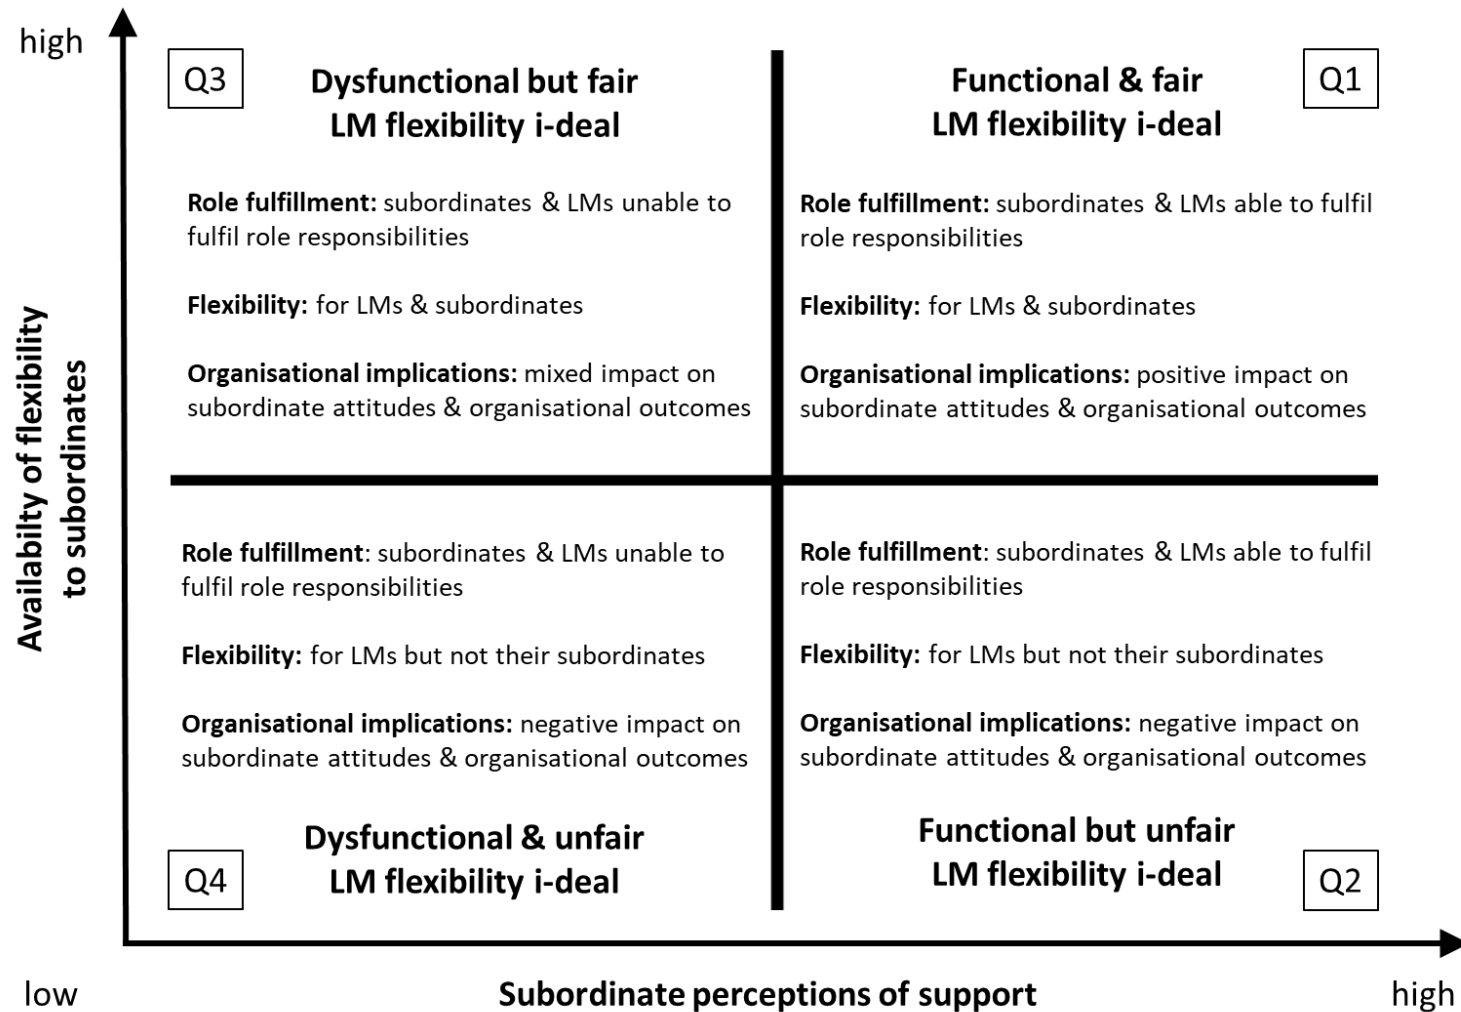 high
Q3
Dysfunctional but fair
LM flexibility i-deal
Role fulfillment: subordinates & LMs unable to
fulfil role responsibilities
Flexibility: for LMs & subordinates
Organisational implications: mixed impact on
subordinate attitudes & organisational outcomes
Functional & fair
LM flexibility i-deal
Q1
Role fulfillment: subordinates & LMs able to fulfil
role responsibilities
Flexibility: for LMs & subordinates
Organisational implications: positive impact on
subordinate attitudes & organisational outcomes
Availabilty of flexibility
to subordinates
Role fulfillment: subordinates & LMs unable to
fulfil role responsibilities
Flexibility: for LMs but not their subordinates
Organisational implications: negative impact on
subordinate attitudes & organisational outcomes
Dysfunctional & unfair
LM flexibility i-deal
Q4
Role fulfillment: subordinates & LMs able to fulfil
role responsibilities
Flexibility: for LMs but not their subordinates
Organisational implications: negative impact on
subordinate attitudes & organisational outcomes
Functional but unfair
LM flexibility i-deal
Q2
low
Subordinate perceptions of support
high